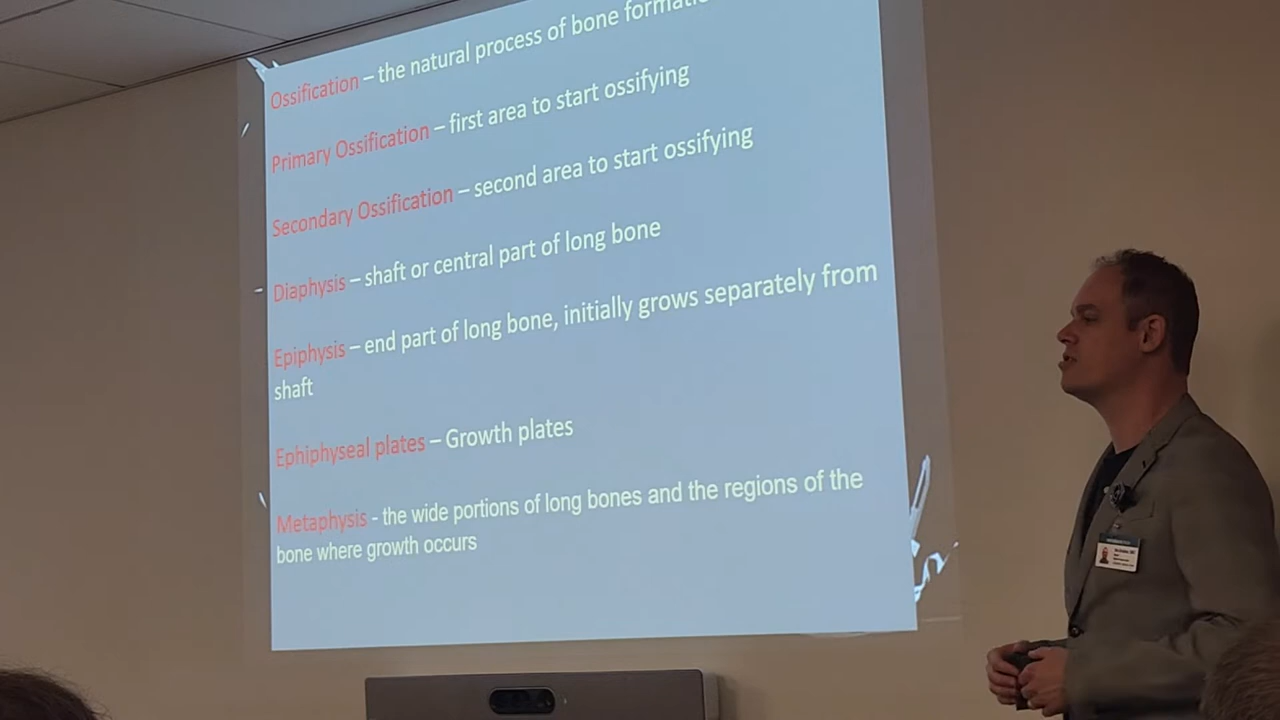 Ossification – the natural process of bone
Primary Ossification – first area to start ossifying
Secondary Ossification – second area to start ossifying
Diaphysis – shaft or central part of long bone
Epiphysis – end part of long bone, initially grows separately from
shaft
Ephiphyseal plates – Growth plates
Metaphysis - the wide portions of long bones and the regions of the
bone where growth occurs